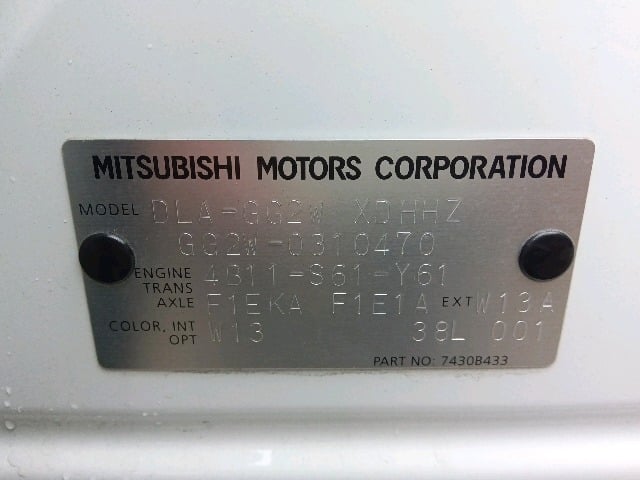 MITSUBISHI MOTORS CORPORATION
MODEL DLA-GG2W XDHHZ
GG2W-0310470
ENGINE 4B11-S61-Y61
TRANS
AXLE F1EKA F1E1A EXT W13A
COLOR, INT W13 38L 001
OPT
PART NO: 7430B433